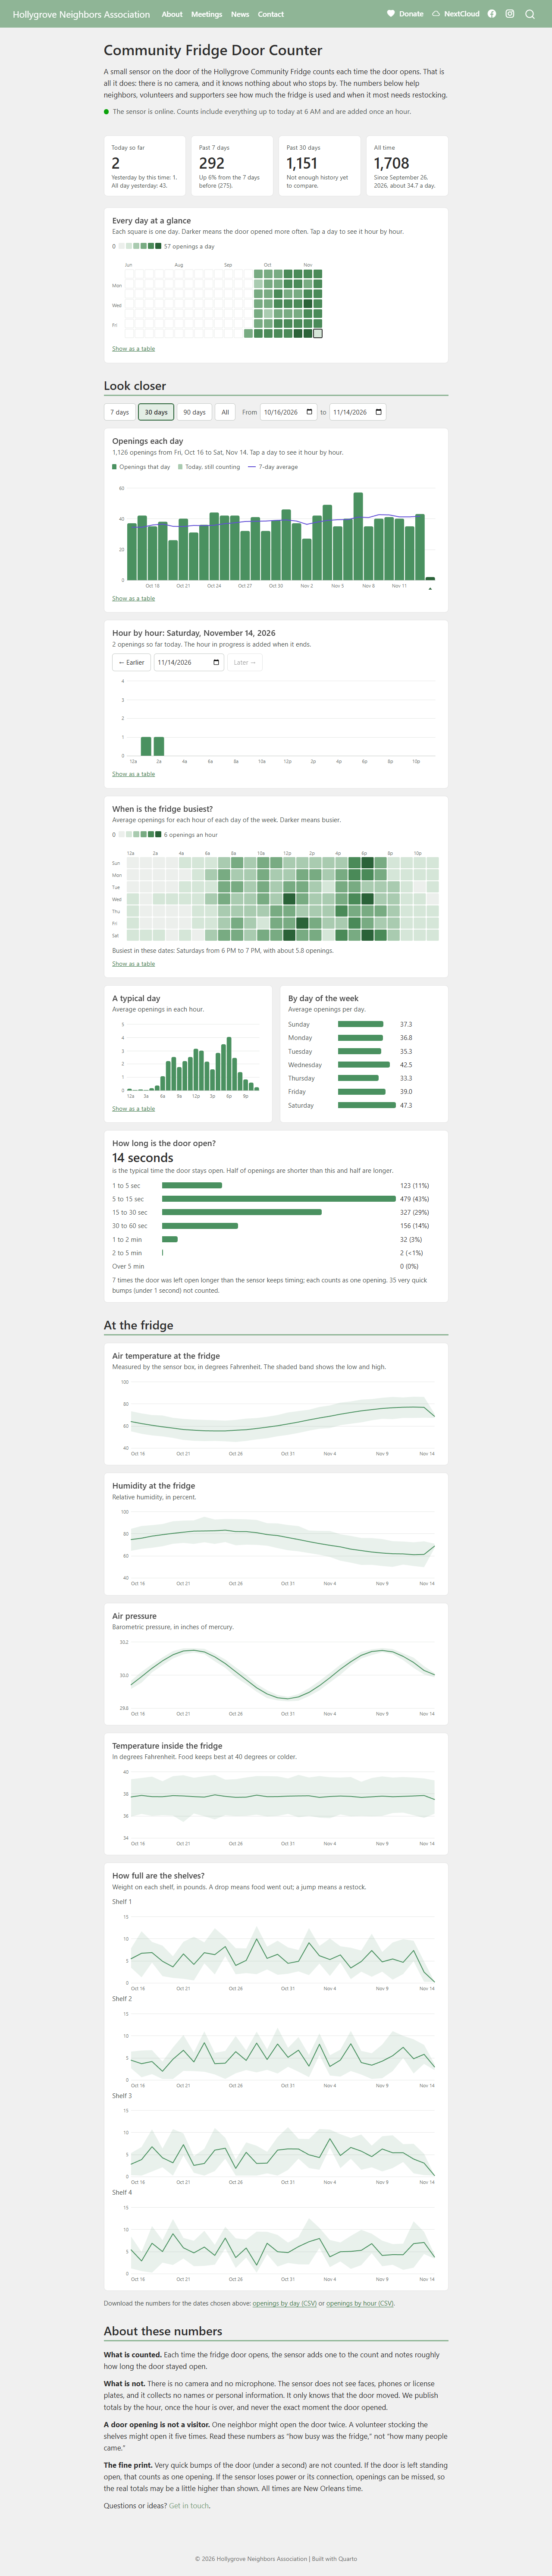 Hollygrove Neighbors Association About Meetings News Contact Donate NextCloud
Community Fridge Door Counter
A small sensor on the door of the Hollygrove Community Fridge counts each time the door opens. That is
all it does: there is no camera, and it knows nothing about who stops by. The numbers below help
neighbors, volunteers and supporters see how much the fridge is used and when it most needs restocking.
The sensor is online. Counts include everything up to today at 6 AM and are added once an hour.
Today so far
2
Yesterday by this time: 1.
All day yesterday: 43.
Past 7 days
292
Up 6% from the 7 days
before (275).
Past 30 days
1,151
Not enough history yet
to compare.
All time
1,708
Since September 26,
2026, about 34.7 a day.
Every day at a glance
Each square is one day. Darker means the door opened more often. Tap a day to see it hour by hour.
0 57 openings a day
Jun Aug Sep Oct Nov
Mon
Wed
Fri
Show as a table
Look closer
7 days 30 days 90 days All From 10/16/2026 to 11/14/2026
Openings each day
1,126 openings from Fri, Oct 16 to Sat, Nov 14. Tap a day to see it hour by hour.
Openings that day Today, still counting 7-day average
60
40
20
0
Oct 18 Oct 21 Oct 24 Oct 27 Oct 30 Nov 2 Nov 5 Nov 8 Nov 11
Show as a table
Hour by hour: Saturday, November 14, 2026
2 openings so far today. The hour in progress is added when it ends.
← Earlier 11/14/2026 Later →
4
3
2
1
0
12a 2a 4a 6a 8a 10a 12p 2p 4p 6p 8p 10p
Show as a table
When is the fridge busiest?
Average openings for each hour of each day of the week. Darker means busier.
0 6 openings an hour
12a 2a 4a 6a 8a 10a 12p 2p 4p 6p 8p 10p
Sun
Mon
Tue
Wed
Thu
Fri
Sat
Busiest in these dates: Saturdays from 6 PM to 7 PM, with about 5.8 openings.
Show as a table
A typical day
Average openings in each hour.
5
4
3
2
1
0
12a 3a 6a 9a 12p 3p 6p 9p
Show as a table
By day of the week
Average openings per day.
Sunday 37.3
Monday 36.8
Tuesday 35.3
Wednesday 42.5
Thursday 33.3
Friday 39.0
Saturday 47.3
How long is the door open?
14 seconds
is the typical time the door stays open. Half of openings are shorter than this and half are longer.
1 to 5 sec 123 (11%)
5 to 15 sec 479 (43%)
15 to 30 sec 327 (29%)
30 to 60 sec 156 (14%)
1 to 2 min 32 (3%)
2 to 5 min 2 (<1%)
Over 5 min 0 (0%)
7 times the door was left open longer than the sensor keeps timing; each counts as one opening. 35 very quick
bumps (under 1 second) not counted.
At the fridge
Air temperature at the fridge
Measured by the sensor box, in degrees Fahrenheit. The shaded band shows the low and high.
100
80
60
40
Oct 16 Oct 21 Oct 26 Oct 31 Nov 4 Nov 9 Nov 14
Humidity at the fridge
Relative humidity, in percent.
100
80
60
40
Oct 16 Oct 21 Oct 26 Oct 31 Nov 4 Nov 9 Nov 14
Air pressure
Barometric pressure, in inches of mercury.
30.2
30.0
29.8
Oct 16 Oct 21 Oct 26 Oct 31 Nov 4 Nov 9 Nov 14
Temperature inside the fridge
In degrees Fahrenheit. Food keeps best at 40 degrees or colder.
40
38
36
34
Oct 16 Oct 21 Oct 26 Oct 31 Nov 4 Nov 9 Nov 14
How full are the shelves?
Weight on each shelf, in pounds. A drop means food went out; a jump means a restock.
Shelf 1
15
10
5
0
Oct 16 Oct 21 Oct 26 Oct 31 Nov 4 Nov 9 Nov 14
Shelf 2
15
10
5
0
Oct 16 Oct 21 Oct 26 Oct 31 Nov 4 Nov 9 Nov 14
Shelf 3
15
10
5
0
Oct 16 Oct 21 Oct 26 Oct 31 Nov 4 Nov 9 Nov 14
Shelf 4
15
10
5
0
Oct 16 Oct 21 Oct 26 Oct 31 Nov 4 Nov 9 Nov 14
Download the numbers for the dates chosen above: openings by day (CSV) or openings by hour (CSV).
About these numbers
What is counted. Each time the fridge door opens, the sensor adds one to the count and notes roughly
how long the door stayed open.
What is not. There is no camera and no microphone. The sensor does not see faces, phones or license
plates, and it collects no names or personal information. It only knows that the door moved. We publish
totals by the hour, once the hour is over, and never the exact moment the door opened.
A door opening is not a visitor. One neighbor might open the door twice. A volunteer stocking the
shelves might open it five times. Read these numbers as "how busy was the fridge," not "how many people
came."
The fine print. Very quick bumps of the door (under a second) are not counted. If the door is left standing
open, that counts as one opening. If the sensor loses power or its connection, openings can be missed, so
the real totals may be a little higher than shown. All times are New Orleans time.
Questions or ideas? Get in touch.
© 2026 Hollygrove Neighbors Association | Built with Quarto